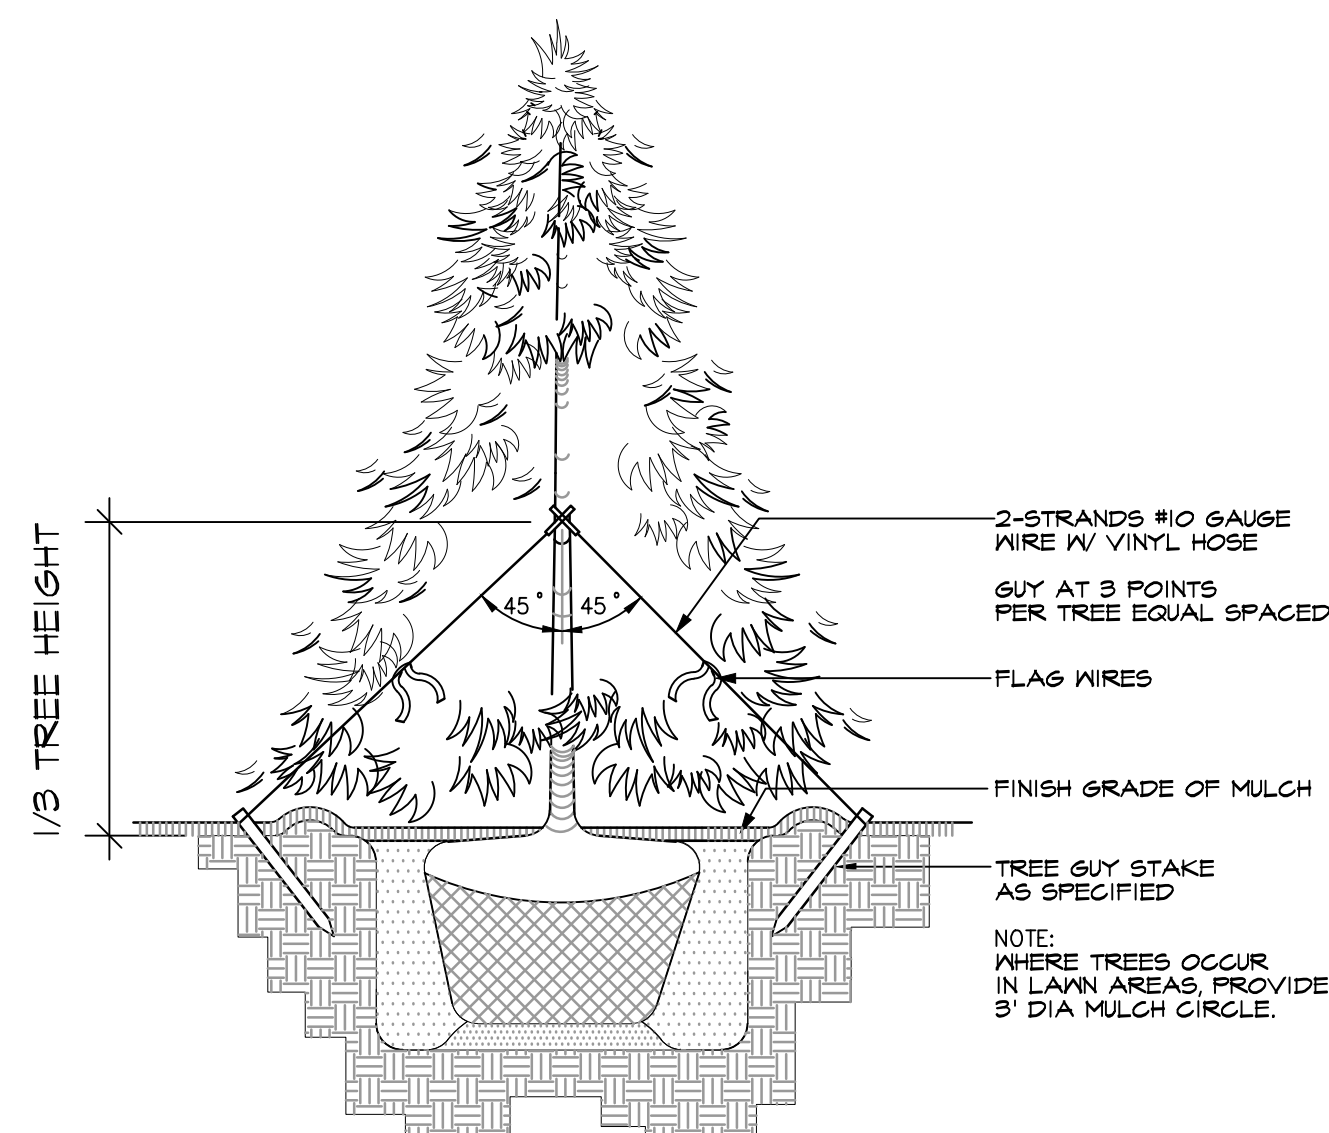 1/3 TREE HEIGHT
45° 45°
2-STRANDS #10 GAUGE
WIRE W/ VINYL HOSE
GUY AT 3 POINTS
PER TREE EQUAL SPACED
FLAG WIRES
FINISH GRADE OF MULCH
TREE GUY STAKE
AS SPECIFIED
NOTE:
WHERE TREES OCCUR
IN LAWN AREAS, PROVIDE
3' DIA MULCH CIRCLE.